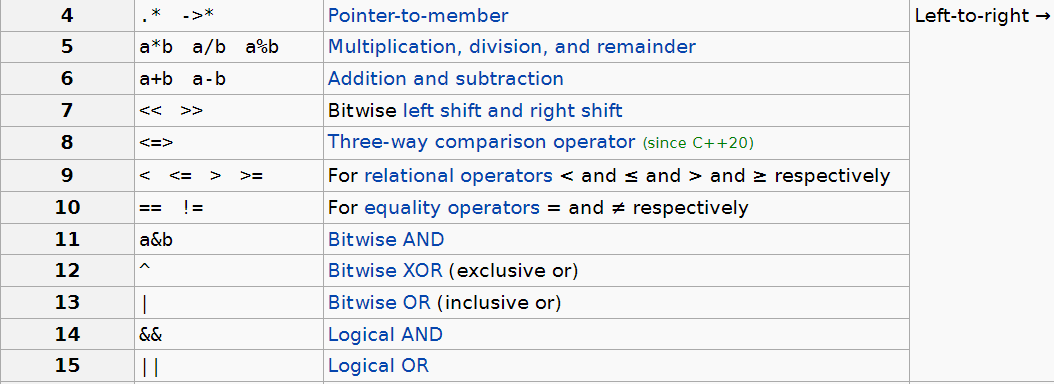 4 .* ->* Pointer-to-member Left-to-right →
5 a*b a/b a%b Multiplication, division, and remainder
6 a+b a-b Addition and subtraction
7 << >> Bitwise left shift and right shift
8 <=> Three-way comparison operator (since C++20)
9 < <= > >= For relational operators < and ≤ and > and ≥ respectively
10 == != For equality operators = and ≠ respectively
11 a&b Bitwise AND
12 ^ Bitwise XOR (exclusive or)
13 | Bitwise OR (inclusive or)
14 && Logical AND
15 || Logical OR